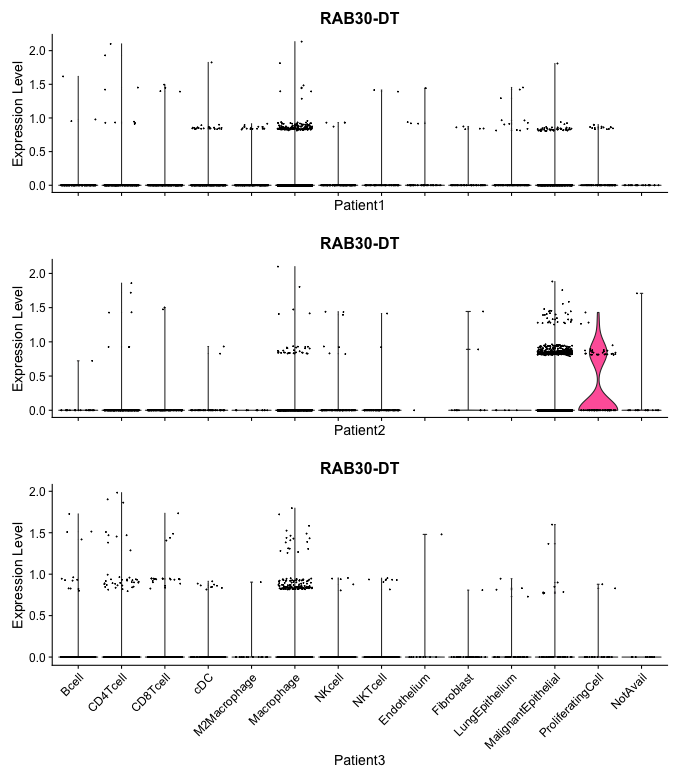 RAB30-DT
Expression Level
2.0
1.5
1.0
0.5
0.0
Patient1
RAB30-DT
Expression Level
2.0
1.5
1.0
0.5
0.0
Patient2
RAB30-DT
Expression Level
2.0
1.5
1.0
0.5
0.0
Bcell
CD4Tcell
CD8Tcell
cDC
M2Macrophage
Macrophage
NKcell
NKTcell
Endothelium
Fibroblast
LungEpithelium
MalignantEpithelial
ProliferatingCell
NotAvail
Patient3